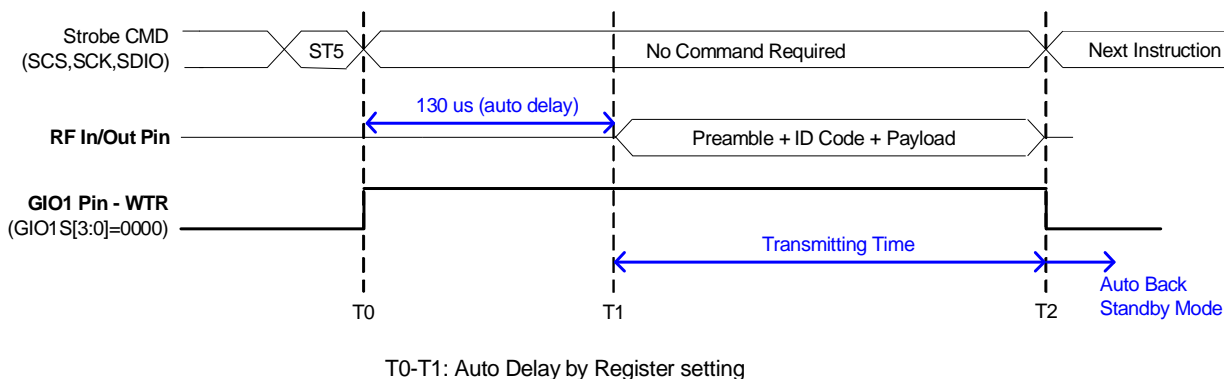 Strobe CMD
(SCS,SCK,SDIO)
ST5
No Command Required
Next Instruction
130 us (auto delay)
RF In/Out Pin
Preamble + ID Code + Payload
GIO1 Pin - WTR
(GIO1S[3:0]=0000)
Transmitting Time
Auto Back
Standby Mode
T0
T1
T2
T0-T1: Auto Delay by Register setting